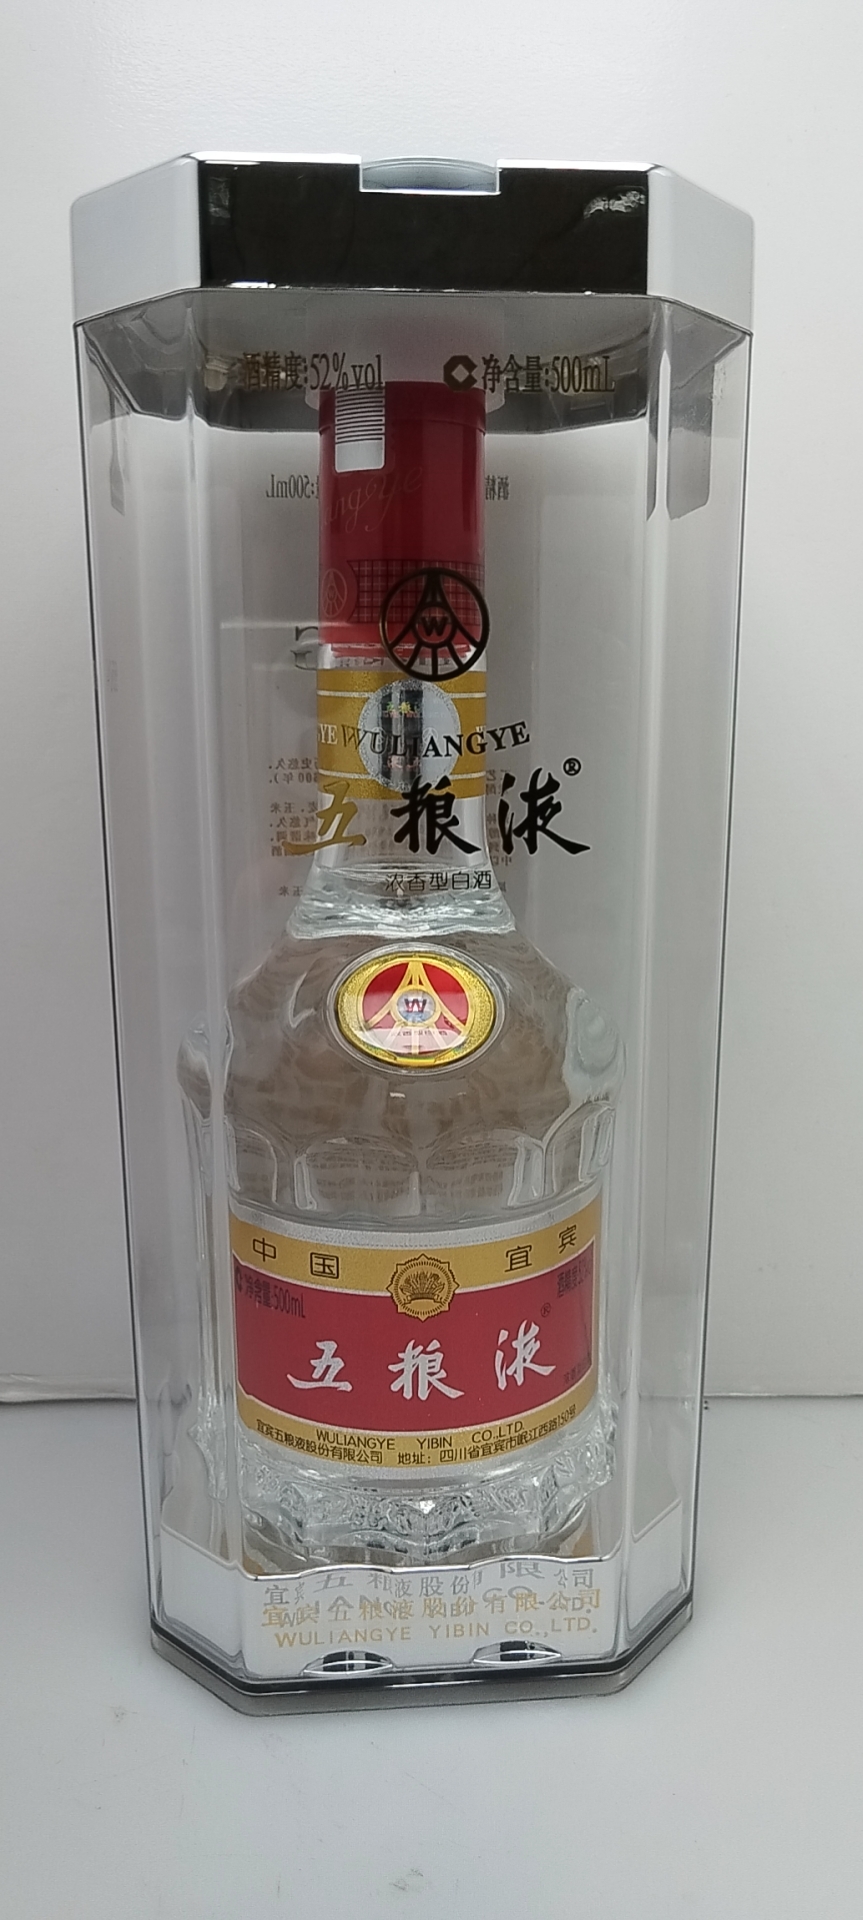 酒精度:52%vol 净含量:500mL
W
WULIANGYE
五粮液®
浓香型白酒
W
中国 宜宾
净含量:500mL
五粮液®
WULIANGYE YIBIN CO.,LTD.
宜宾五粮液股份有限公司 地址：四川省宜宾市岷江西路150号
宜宾五粮液股份有限公司
WULIANGYE YIBIN CO.,LTD.